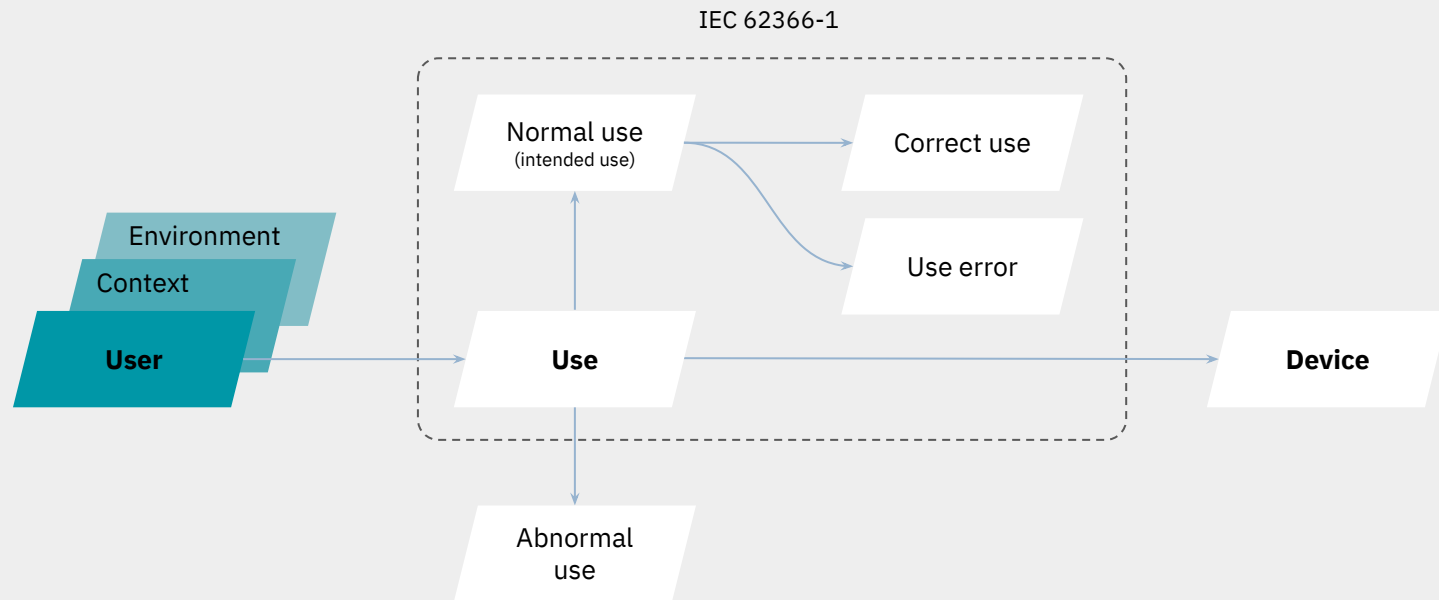 IEC 62366-1
Normal use
(intended use)
Correct use
Environment
Use error
Context
User
Use
Device
Abnormal
use